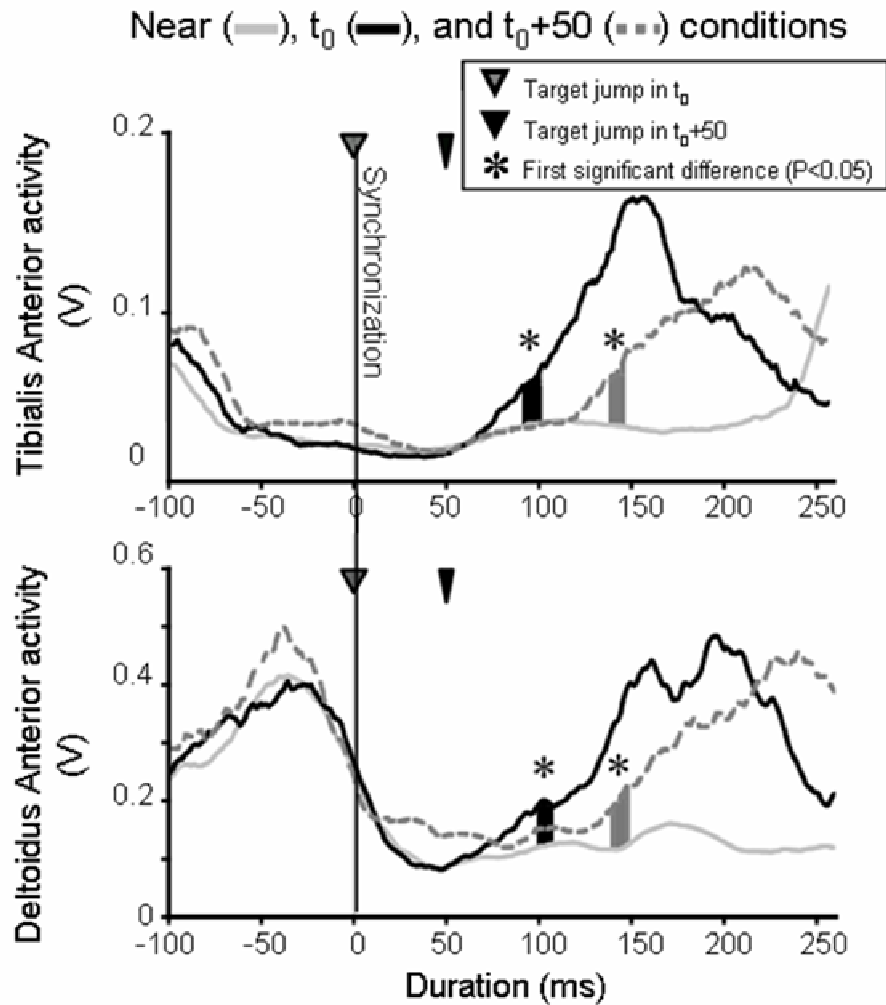 Near ( ), t0 ( ), and t0+50 ( ) conditions
Target jump in t0
Target jump in t0+50
* First significant difference (P<0.05)
Tibialis Anterior activity
(V)
0.2
0.1
0
Synchronization
* *
-100 -50 0 50 100 150 200 250
Deltoidus Anterior activity
(V)
0.6
0.4
0.2
0
* *
-100 -50 0 50 100 150 200 250
Duration (ms)